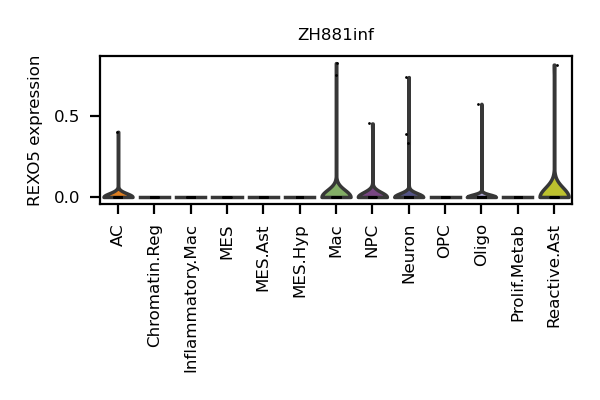 ZH881inf
REXO5 expression
0.5
0.0
AC
Chromatin.Reg
Inflammatory.Mac
MES
MES.Ast
MES.Hyp
Mac
NPC
Neuron
OPC
Oligo
Prolif.Metab
Reactive.Ast